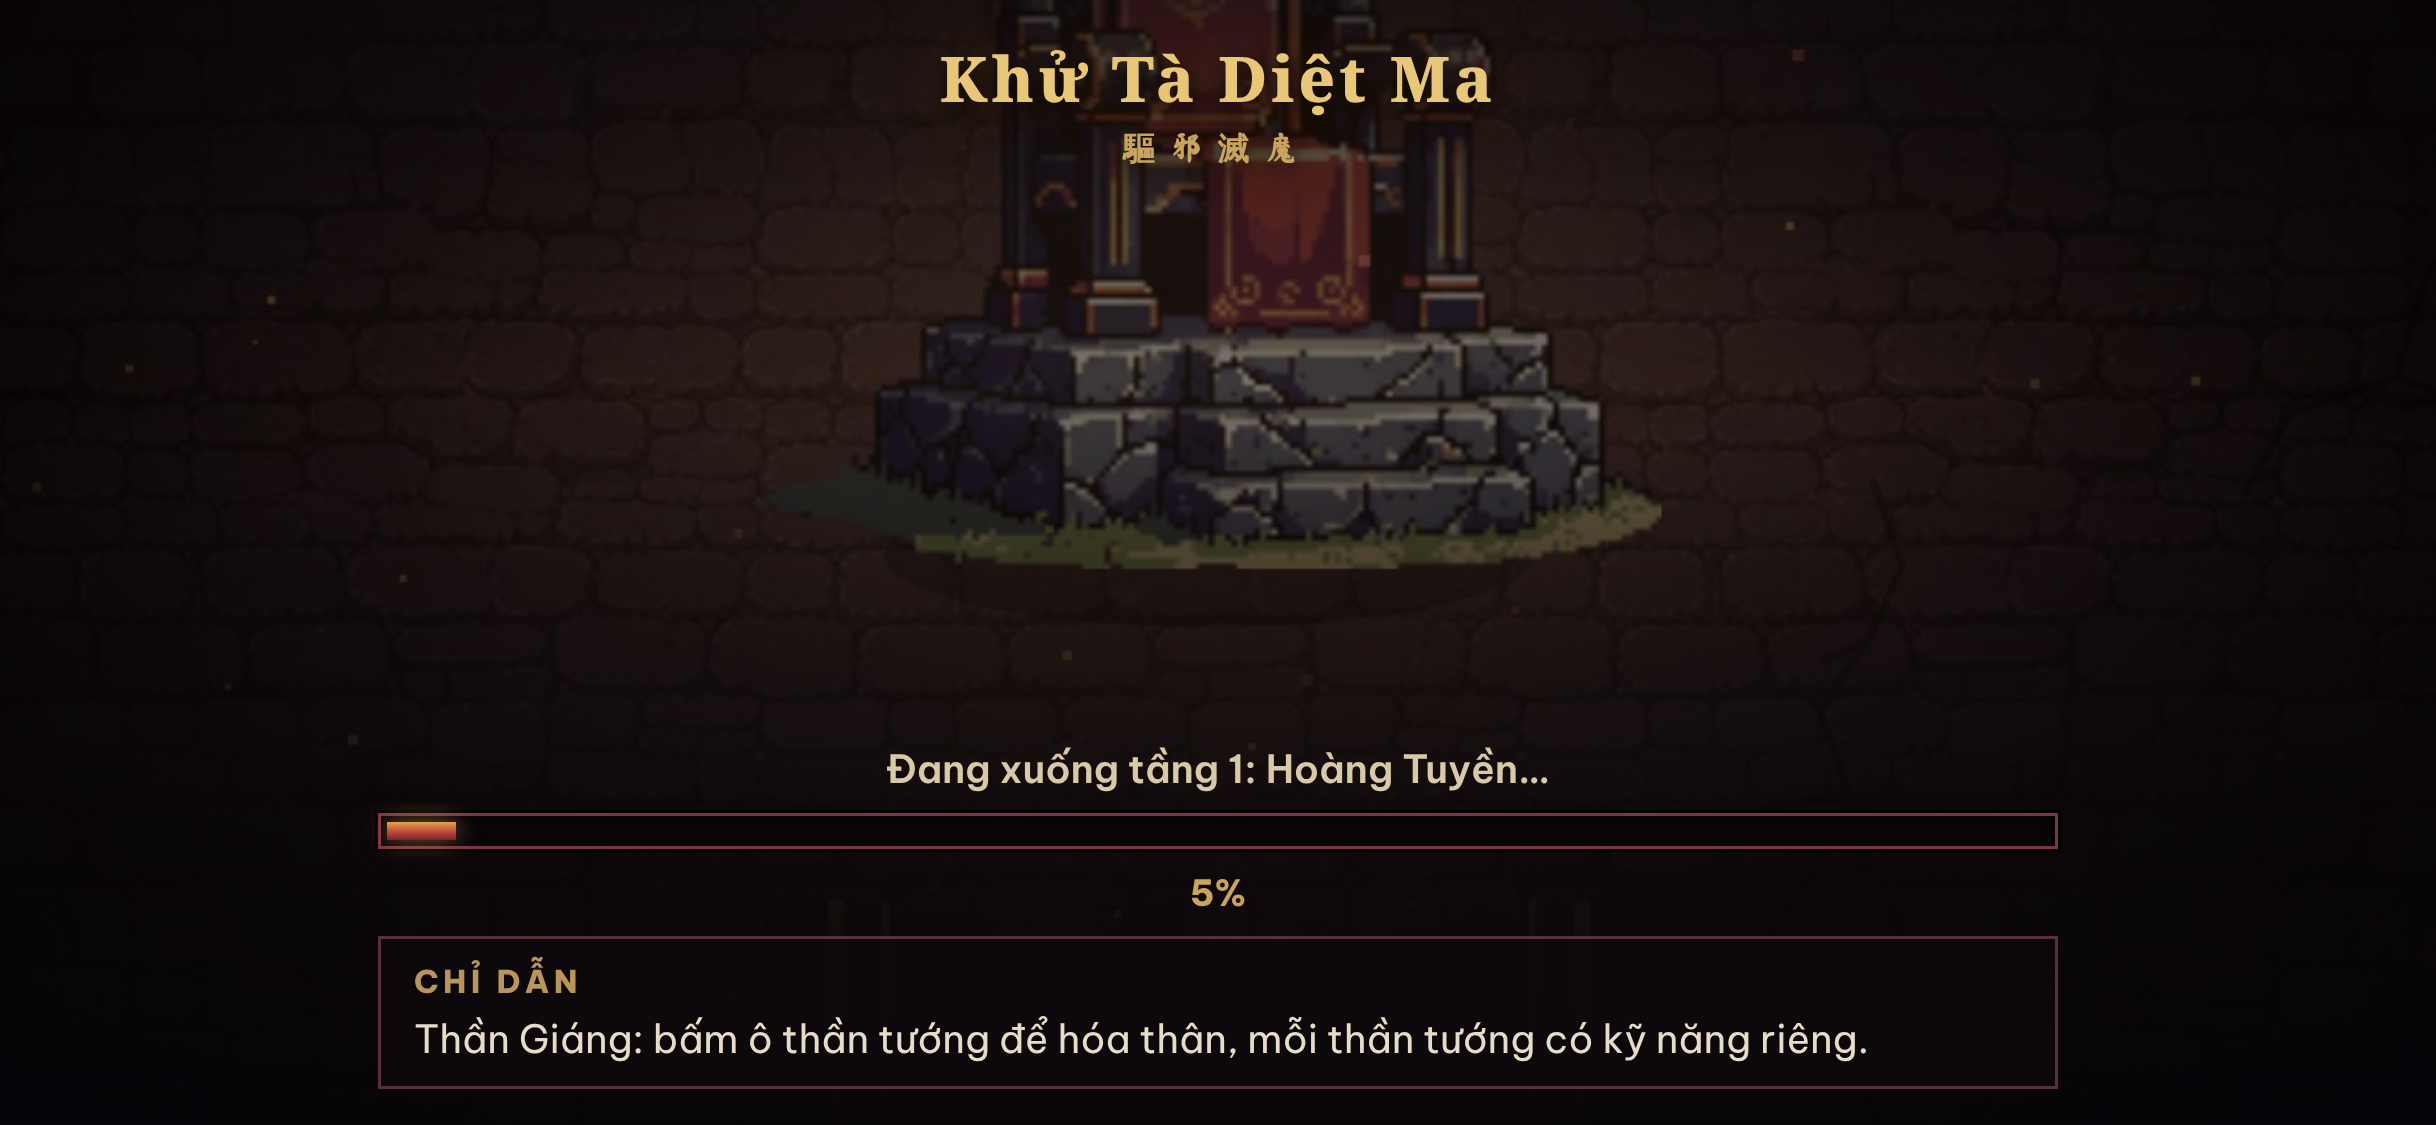 Khử Tà Diệt Ma
驅邪滅魔
Đang xuống tầng 1: Hoàng Tuyền...
5%
CHỈ DẪN
Thần Giáng: bấm ô thần tướng để hóa thân, mỗi thần tướng có kỹ năng riêng.